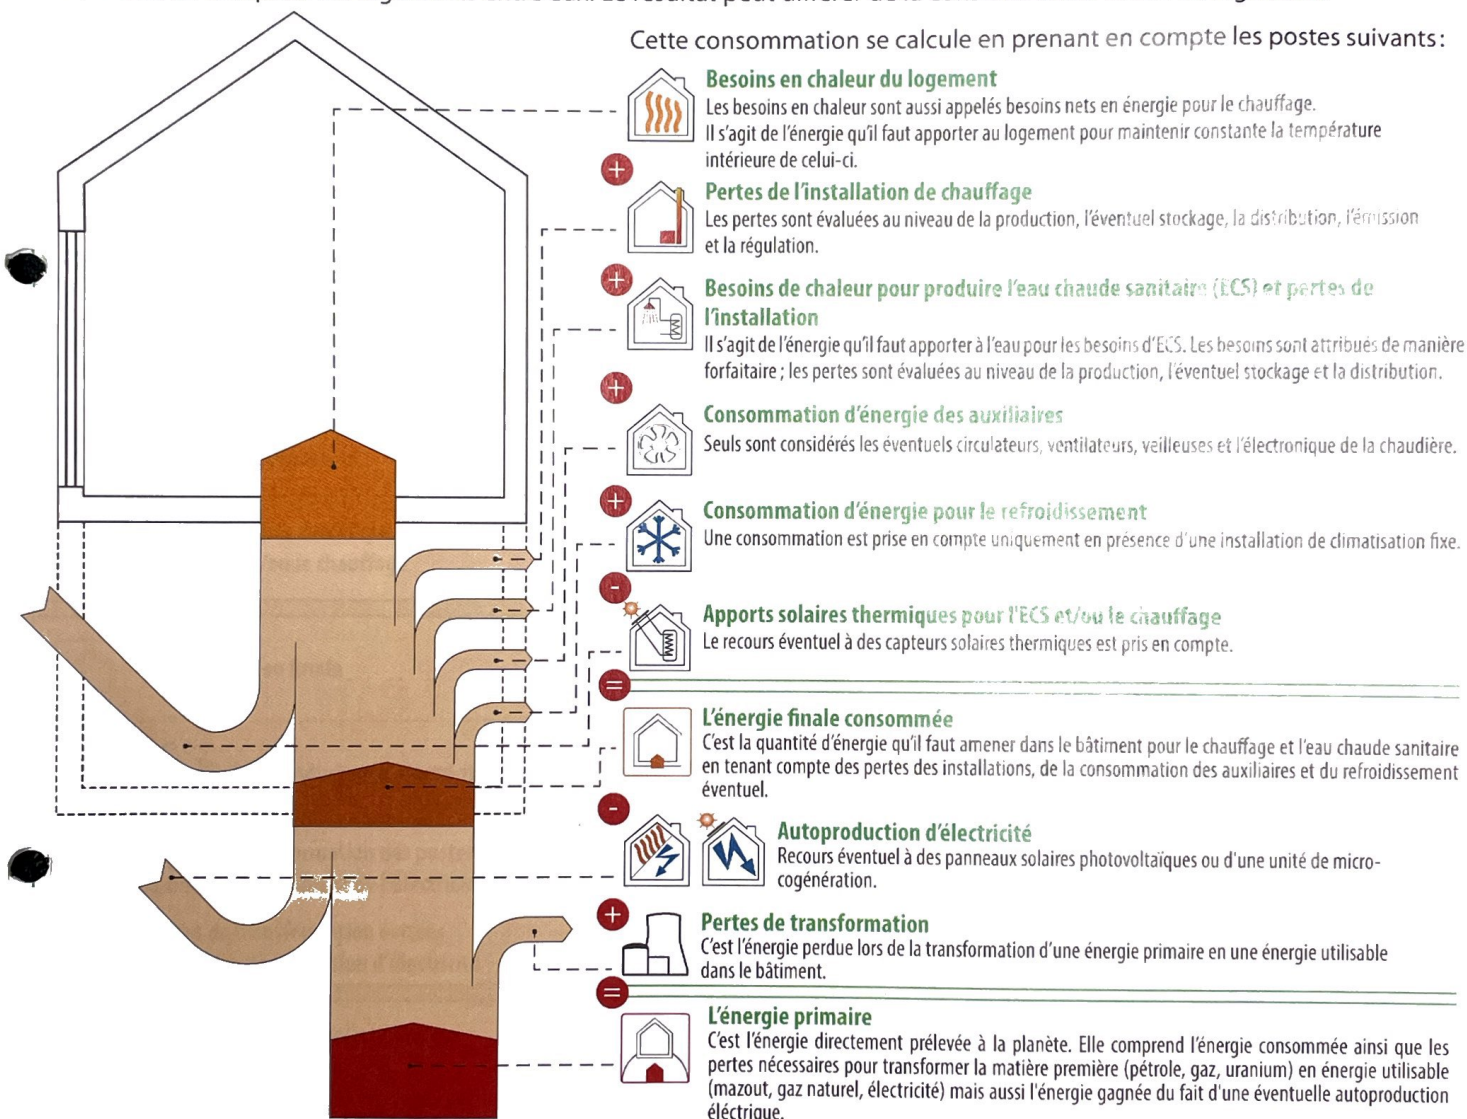 Cette consommation se calcule en prenant en compte les postes suivants :
Besoins en chaleur du logement
Les besoins en chaleur sont aussi appelés besoins nets en énergie pour le chauffage.
Il s'agit de l'énergie qu'il faut apporter au logement pour maintenir constante la température
intérieure de celui-ci.
+
Pertes de l'installation de chauffage
Les pertes sont évaluées au niveau de la production, l'éventuel stockage, la distribution, l'émission
et la régulation.
+
Besoins de chaleur pour produire l'eau chaude sanitaire (ECS) et pertes de
l'installation
Il s'agit de l'énergie qu'il faut apporter à l'eau pour les besoins d'ECS. Les besoins sont attribués de manière
forfaitaire ; les pertes sont évaluées au niveau de la production, l'éventuel stockage et la distribution.
+
Consommation d'énergie des auxiliaires
Seuls sont considérés les éventuels circulateurs, ventilateurs, veilleuses et l'électronique de la chaudière.
+
Consommation d'énergie pour le refroidissement
Une consommation est prise en compte uniquement en présence d'une installation de climatisation fixe.
-
Apports solaires thermiques pour l'ECS et/ou le chauffage
Le recours éventuel à des capteurs solaires thermiques est pris en compte.
=
L'énergie finale consommée
C'est la quantité d'énergie qu'il faut amener dans le bâtiment pour le chauffage et l'eau chaude sanitaire
en tenant compte des pertes des installations, de la consommation des auxiliaires et du refroidissement
éventuel.
-
Autoproduction d'électricité
Recours éventuel à des panneaux solaires photovoltaïques ou d'une unité de micro-
cogénération.
+
Pertes de transformation
C'est l'énergie perdue lors de la transformation d'une énergie primaire en une énergie utilisable
dans le bâtiment.
=
L'énergie primaire
C'est l'énergie directement prélevée à la planète. Elle comprend l'énergie consommée ainsi que les
pertes nécessaires pour transformer la matière première (pétrole, gaz, uranium) en énergie utilisable
(mazout, gaz naturel, électricité) mais aussi l'énergie gagnée du fait d'une éventuelle autoproduction
éléctrique.